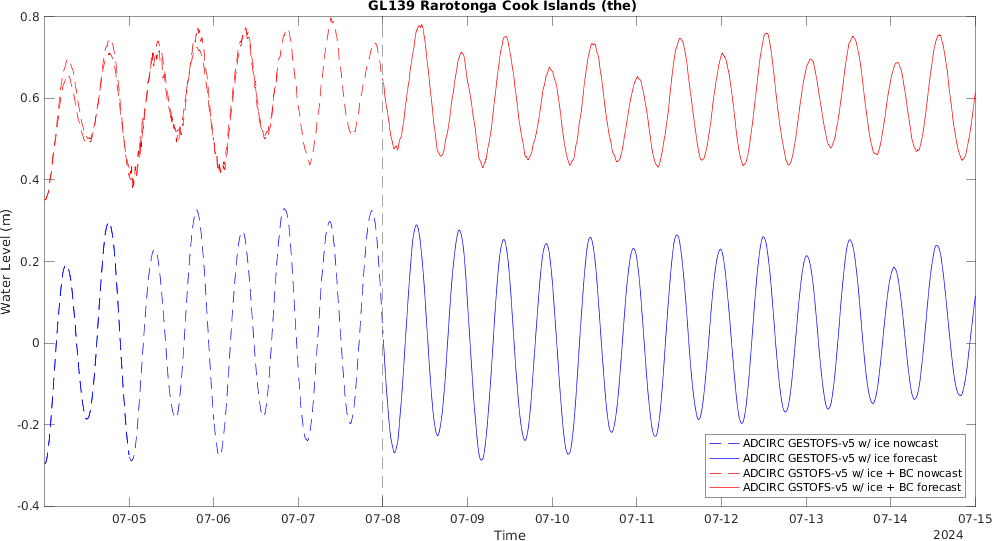 GL139 Rarotonga Cook Islands (the)
0.8
0.6
0.4
0.2
0
-0.2
-0.4
Water Level (m)
ADCIRC GESTOFS-v5 w/ ice nowcast
ADCIRC GESTOFS-v5 w/ ice forecast
ADCIRC GSTOFS-v5 w/ ice + BC nowcast
ADCIRC GSTOFS-v5 w/ ice + BC forecast
07-05 07-06 07-07 07-08 07-09 07-10 07-11 07-12 07-13 07-14 07-15
Time
2024